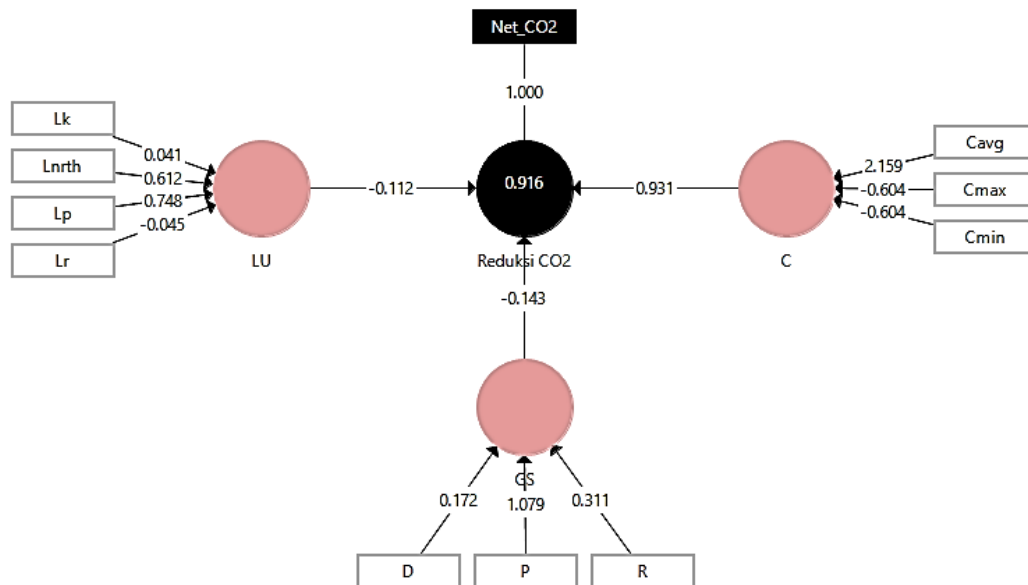 Net_CO2
1.000
Lk
Lnrth
Lp
Lr
0.041
0.612
0.748
-0.045
LU
-0.112
0.916
Reduksi CO2
0.931
C
2.159
-0.604
-0.604
Cavg
Cmax
Cmin
-0.143
GS
0.172
1.079
0.311
D
P
R